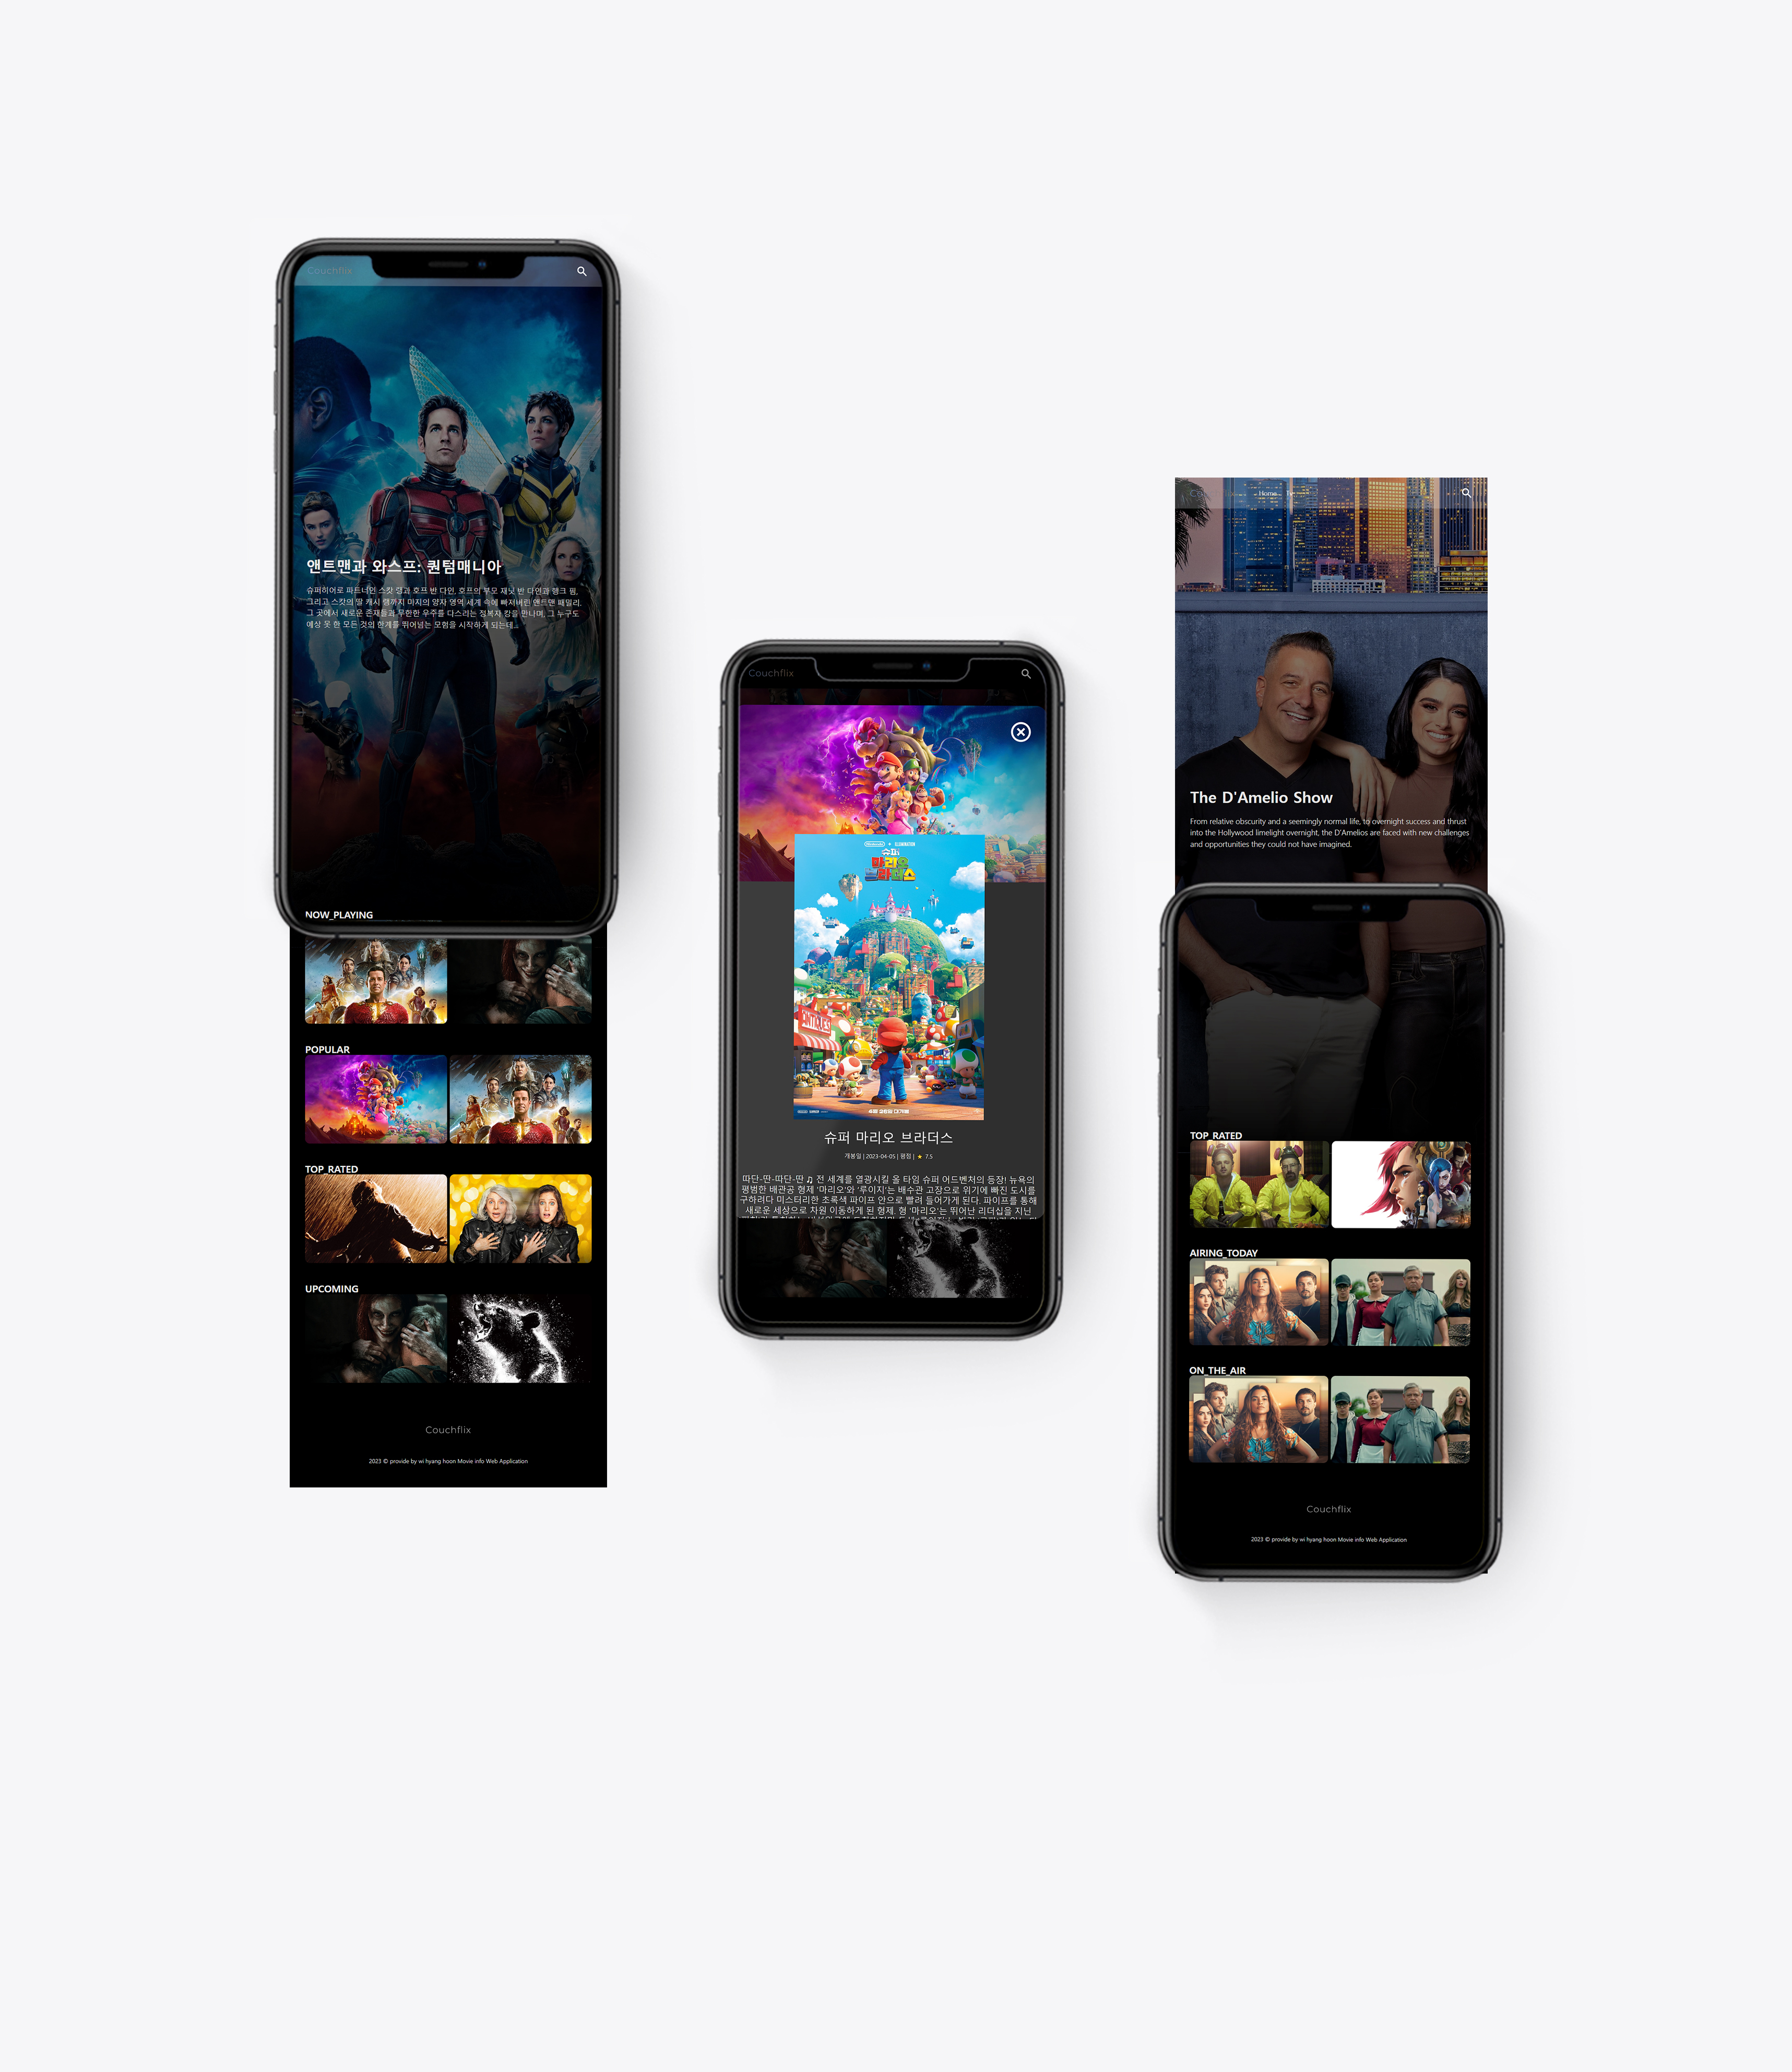 Couchflix
앤트맨과 와스프: 퀀텀매니아
슈퍼히어로 파트너인 스캇 랭과 호프 반 다인, 호프의 부모 재닛 반 다인과 행크 핌,
그리고 스캇의 딸 캐시 랭까지 미지의 양자 영역 세계 속에 빠져버린 앤트맨 패밀리.
그 곳에서 새로운 존재들과 무한한 우주를 다스리는 정복자 캉을 만나며, 그 누구도
예상 못 한 모든 것의 한계를 뛰어넘는 모험을 시작하게 되는데…
NOW_PLAYING
POPULAR
TOP_RATED
UPCOMING
Couchflix
2023 © provide by wi hyang hoon Movie info Web Application
Couchflix
Nintendo
ILLUMINATION
슈퍼
마리오
브라더스
ANTIQUES
슈퍼 마리오 브라더스
개봉일 | 2023-04-05 | 평점 | ★ 7.5
따단-딴-따단-딴 ♫ 전 세계를 열광시킬 올 타임 슈퍼 어드벤처의 등장! 뉴욕의
평범한 배관공 형제 '마리오'와 '루이지'는 배수관 고장으로 위기에 빠진 도시를
구하려다 미스터리한 초록색 파이프 안으로 빨려 들어가게 된다. 파이프를 통해
새로운 세상으로 차원 이동하게 된 형제. 형 '마리오'는 뛰어난 리더십을 지닌
Home Tv
The D'Amelio Show
From relative obscurity and a seemingly normal life, to overnight success and thrust
into the Hollywood limelight overnight, the D'Amelios are faced with new challenges
and opportunities they could not have imagined.
TOP_RATED
AIRING_TODAY
ON_THE_AIR
Couchflix
2023 © provide by wi hyang hoon Movie info Web Application